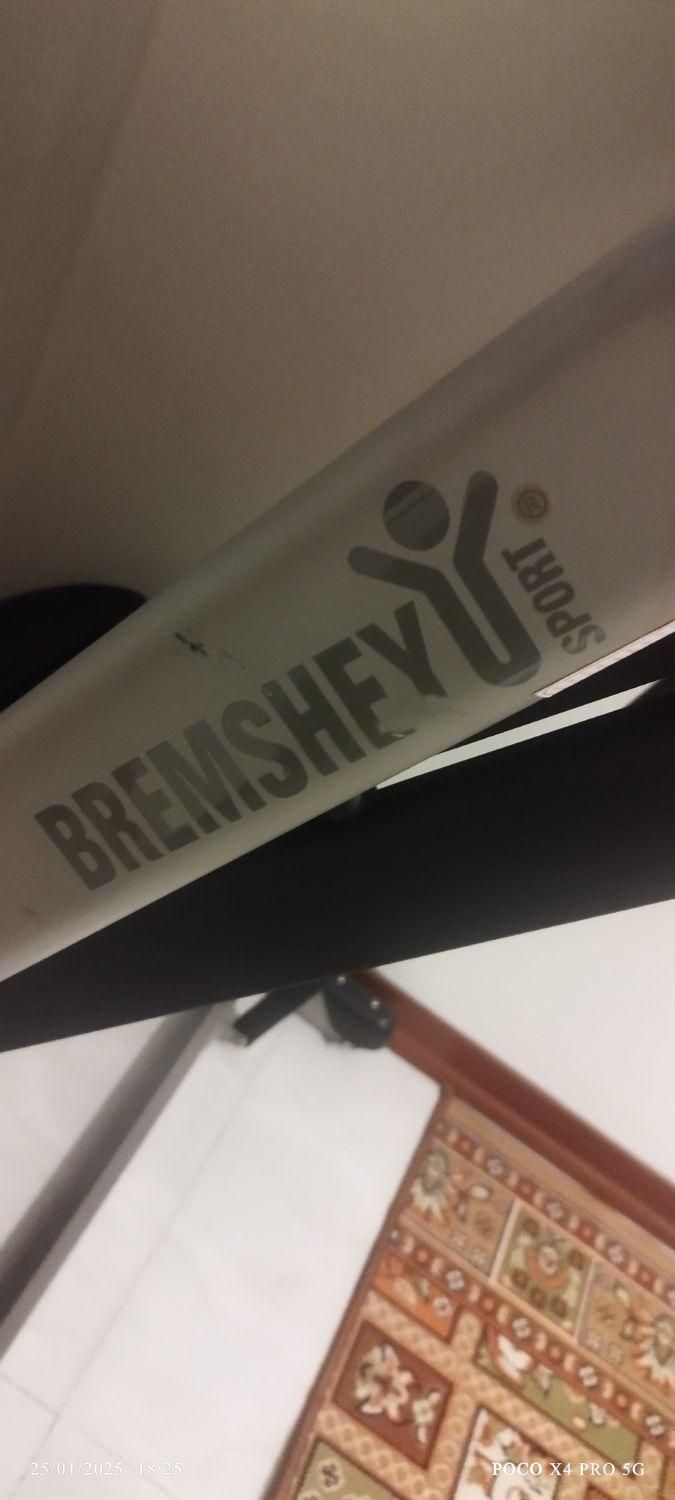 BREMSHEY
SPORT®
25/01/2025 18:25
POCO X4 PRO 5G